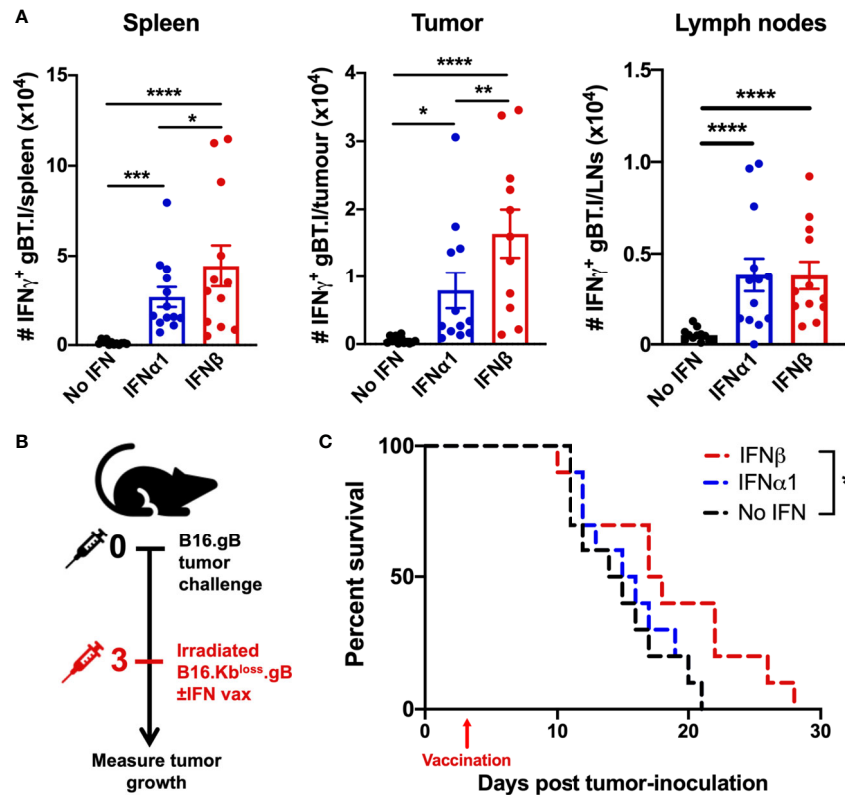 A
Spleen
# IFNγ⁺ gBT.I/spleen (x10⁴)
15
10
5
0
****
*
***
No IFN
IFNα1
IFNβ
Tumor
# IFNγ⁺ gBT.I/tumour (x10⁴)
4
3
2
1
0
****
**
*
No IFN
IFNα1
IFNβ
Lymph nodes
# IFNγ⁺ gBT.I/LNs (x10⁴)
1.5
1.0
0.5
0.0
****
****
No IFN
IFNα1
IFNβ
B
0
B16.gB
tumor
challenge
3
Irradiated
B16.Kbˡᵒˢˢ.gB
±IFN vax
Measure tumor
growth
C
Percent survival
100
50
0
0
10
20
30
IFNβ
IFNα1
No IFN
*
Vaccination
Days post tumor-inoculation